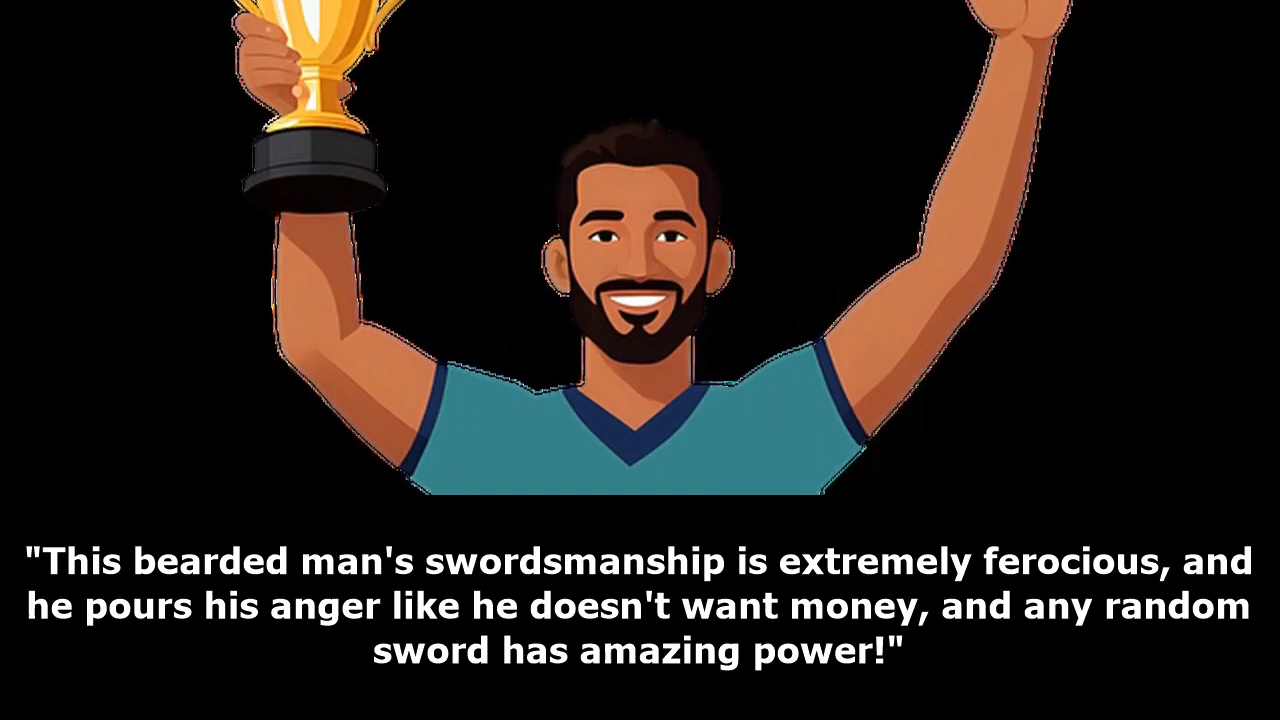 "This bearded man's swordsmanship is extremely ferocious, and
he pours his anger like he doesn't want money, and any random
sword has amazing power!"